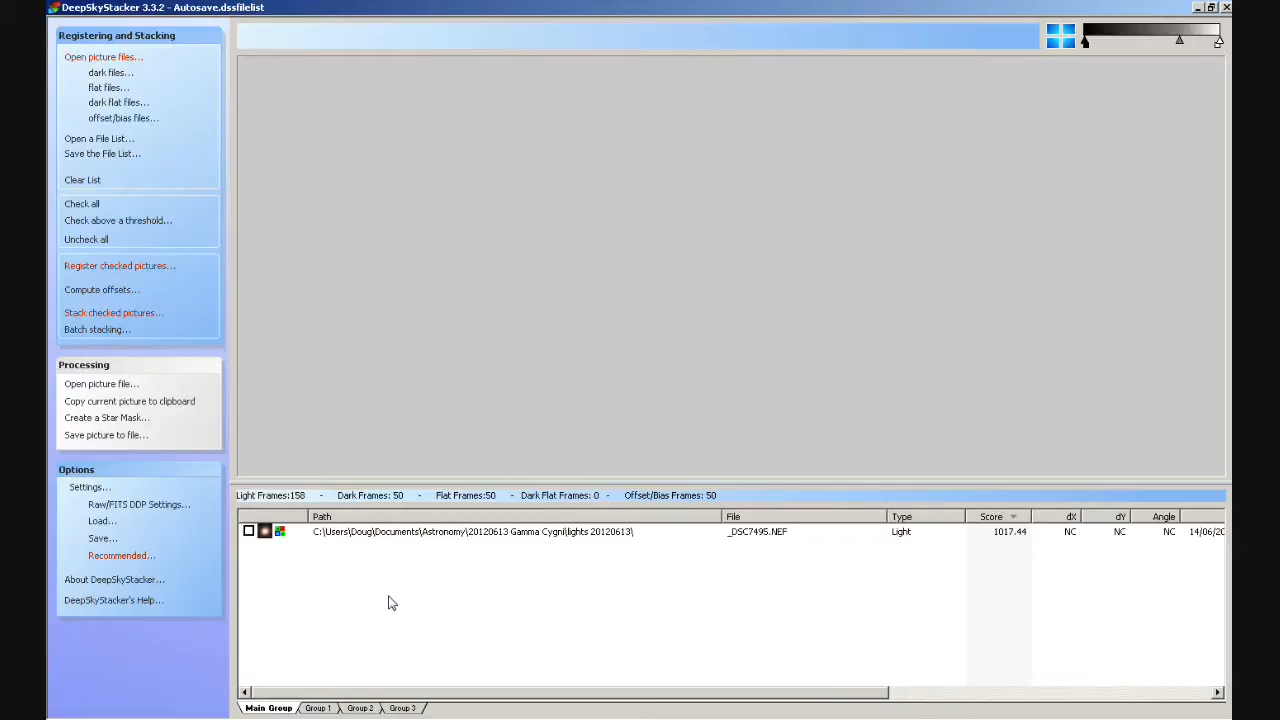 DeepSkyStacker 3.3.2 - Autosave.dssfilelist
Registering and Stacking
Open picture files...
dark files...
flat files...
dark flat files...
offset/bias files...
Open a File List...
Save the File List...
Clear List
Check all
Check above a threshold...
Uncheck all
Register checked pictures...
Compute offsets...
Stack checked pictures...
Batch stacking...
Processing
Open picture file...
Copy current picture to clipboard
Create a Star Mask...
Save picture to file...
Options
Settings...
Raw/FITS DDP Settings...
Load...
Save...
Recommended...
About DeepSkyStacker...
DeepSkyStacker's Help...
Light Frames:158 - Dark Frames: 50 - Flat Frames:50 - Dark Flat Frames: 0 - Offset/Bias Frames: 50
Path File Type Score dX dY Angle
C:\Users\Doug\Documents\Astronomy\20120613 Gamma Cygni\lights 20120613\ _DSC7495.NEF Light 1017.44 NC NC NC 14/06/20
Main Group Group 1 Group 2 Group 3